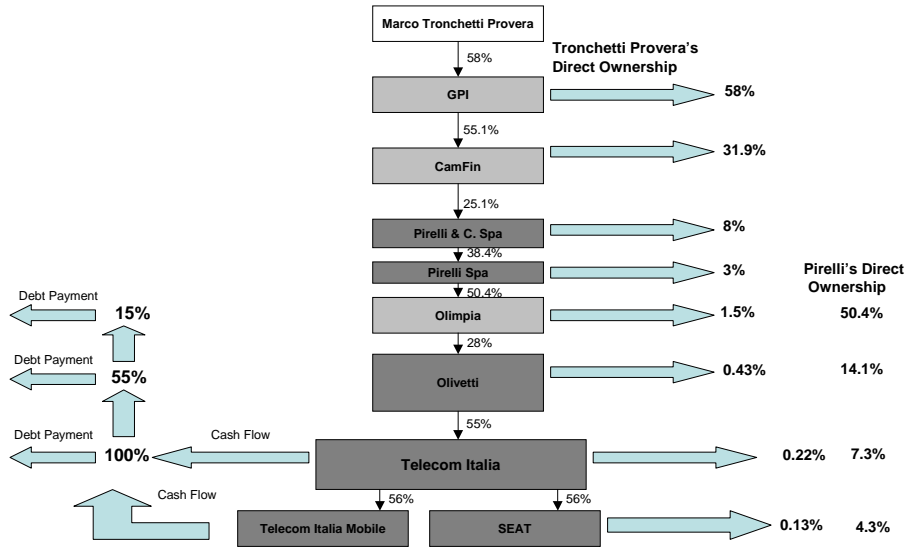 Marco Tronchetti Provera
58%
Tronchetti Provera's
Direct Ownership
GPI
58%
55.1%
CamFin
31.9%
25.1%
Pirelli & C. Spa
8%
38.4%
Pirelli Spa
3%
Pirelli's Direct
Ownership
50.4%
Debt Payment
15%
Olimpia
1.5%
50.4%
28%
Debt Payment
55%
Olivetti
0.43%
14.1%
55%
Debt Payment
100%
Cash Flow
Telecom Italia
0.22%
7.3%
Cash Flow
56%
56%
Telecom Italia Mobile
SEAT
0.13%
4.3%